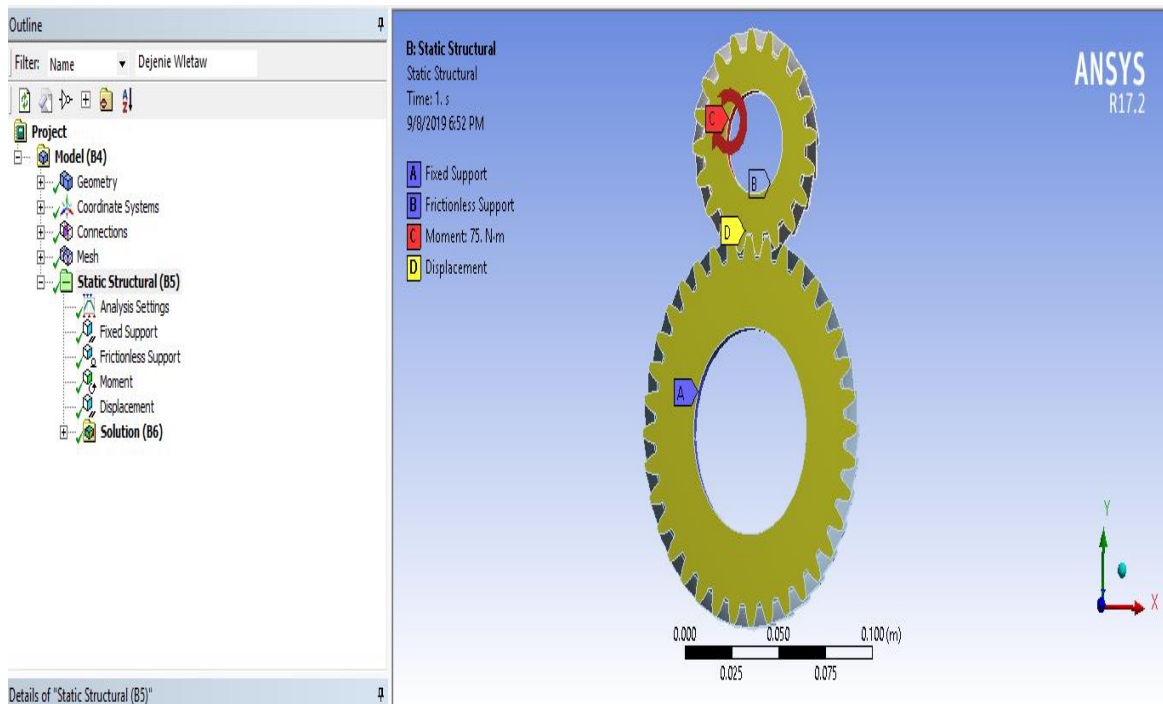 Outline
Filter: Name Dejenie Wletaw
Project
Model (B4)
Geometry
Coordinate Systems
Connections
Mesh
Static Structural (B5)
Analysis Settings
Fixed Support
Frictionless Support
Moment
Displacement
Solution (B6)
Details of "Static Structural (B5)"
B: Static Structural
Static Structural
Time: 1. s
9/8/2019 6:52 PM
A Fixed Support
B Frictionless Support
C Moment: 75. N·m
D Displacement
ANSYS
R17.2
C
B
D
A
Y
X
0.000 0.050 0.100 (m)
0.025 0.075